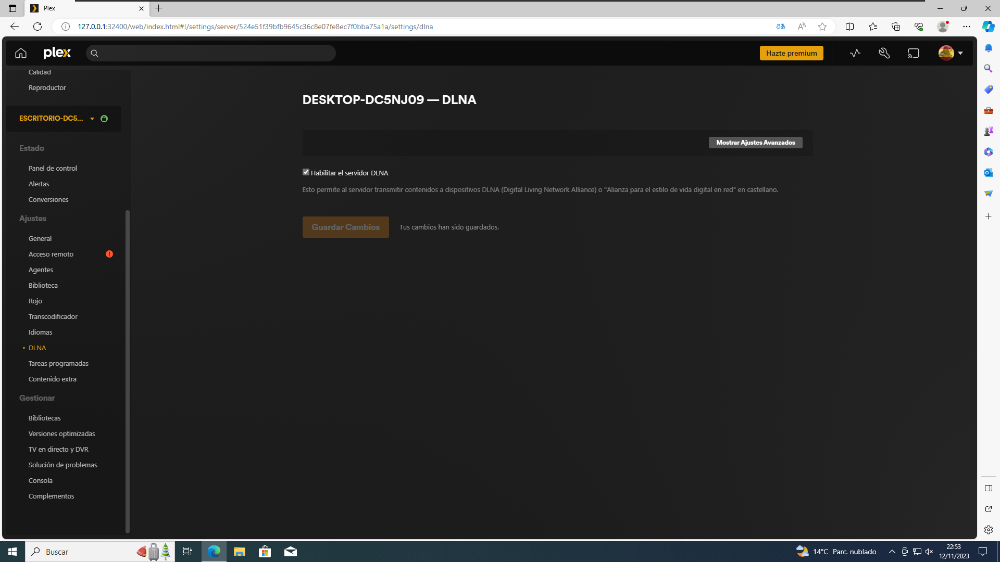 Plex
127.0.0.1:32400/web/index.html#!/settings/server/524e51f39bfb9645c36c8e07fe8ec7f0bba75a1a/settings/dlna
aあ
plex
Hazte premium
Calidad
Reproductor
ESCRITORIO-DC5...
Estado
Panel de control
Alertas
Conversiones
Ajustes
General
Acceso remoto
Agentes
Biblioteca
Rojo
Transcodificador
Idiomas
DLNA
Tareas programadas
Contenido extra
Gestionar
Bibliotecas
Versiones optimizadas
TV en directo y DVR
Solución de problemas
Consola
Complementos
DESKTOP-DC5NJ09 — DLNA
Mostrar Ajustes Avanzados
Habilitar el servidor DLNA
Esto permite al servidor transmitir contenidos a dispositivos DLNA (Digital Living Network Alliance) o "Alianza para el estilo de vida digital en red" en castellano.
Guardar Cambios
Tus cambios han sido guardados.
Buscar
14°C Parc. nublado
22:53
12/11/2023